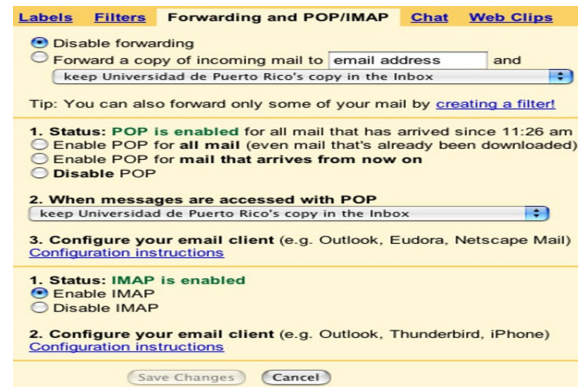 Labels Filters Forwarding and POP/IMAP Chat Web Clips
Disable forwarding
Forward a copy of incoming mail to email address and
keep Universidad de Puerto Rico's copy in the Inbox
Tip: You can also forward only some of your mail by creating a filter!
1. Status: POP is enabled for all mail that has arrived since 11:26 am
Enable POP for all mail (even mail that's already been downloaded)
Enable POP for mail that arrives from now on
Disable POP
2. When messages are accessed with POP
keep Universidad de Puerto Rico's copy in the Inbox
3. Configure your email client (e.g. Outlook, Eudora, Netscape Mail)
Configuration instructions
1. Status: IMAP is enabled
Enable IMAP
Disable IMAP
2. Configure your email client (e.g. Outlook, Thunderbird, iPhone)
Configuration instructions
Save Changes Cancel